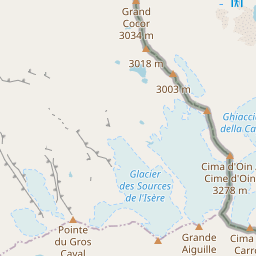 Grand
Cocor
3034 m
3018 m
3003 m
Ghiacciaio
della Ca
Cima d'Oin
Cime d'Oin
3278 m
Glacier
des Sources
de l'Isère
Pointe
du Gros
Caval
Grande
Aiguille
Cima
Carro